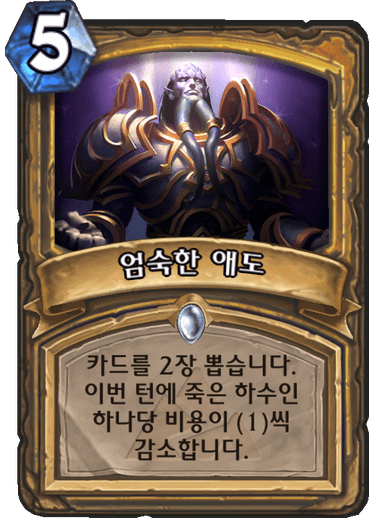 5
엄숙한 애도
카드를 2장 뽑습니다.
이번 턴에 죽은 하수인
하나당 비용이 (1)씩
감소합니다.